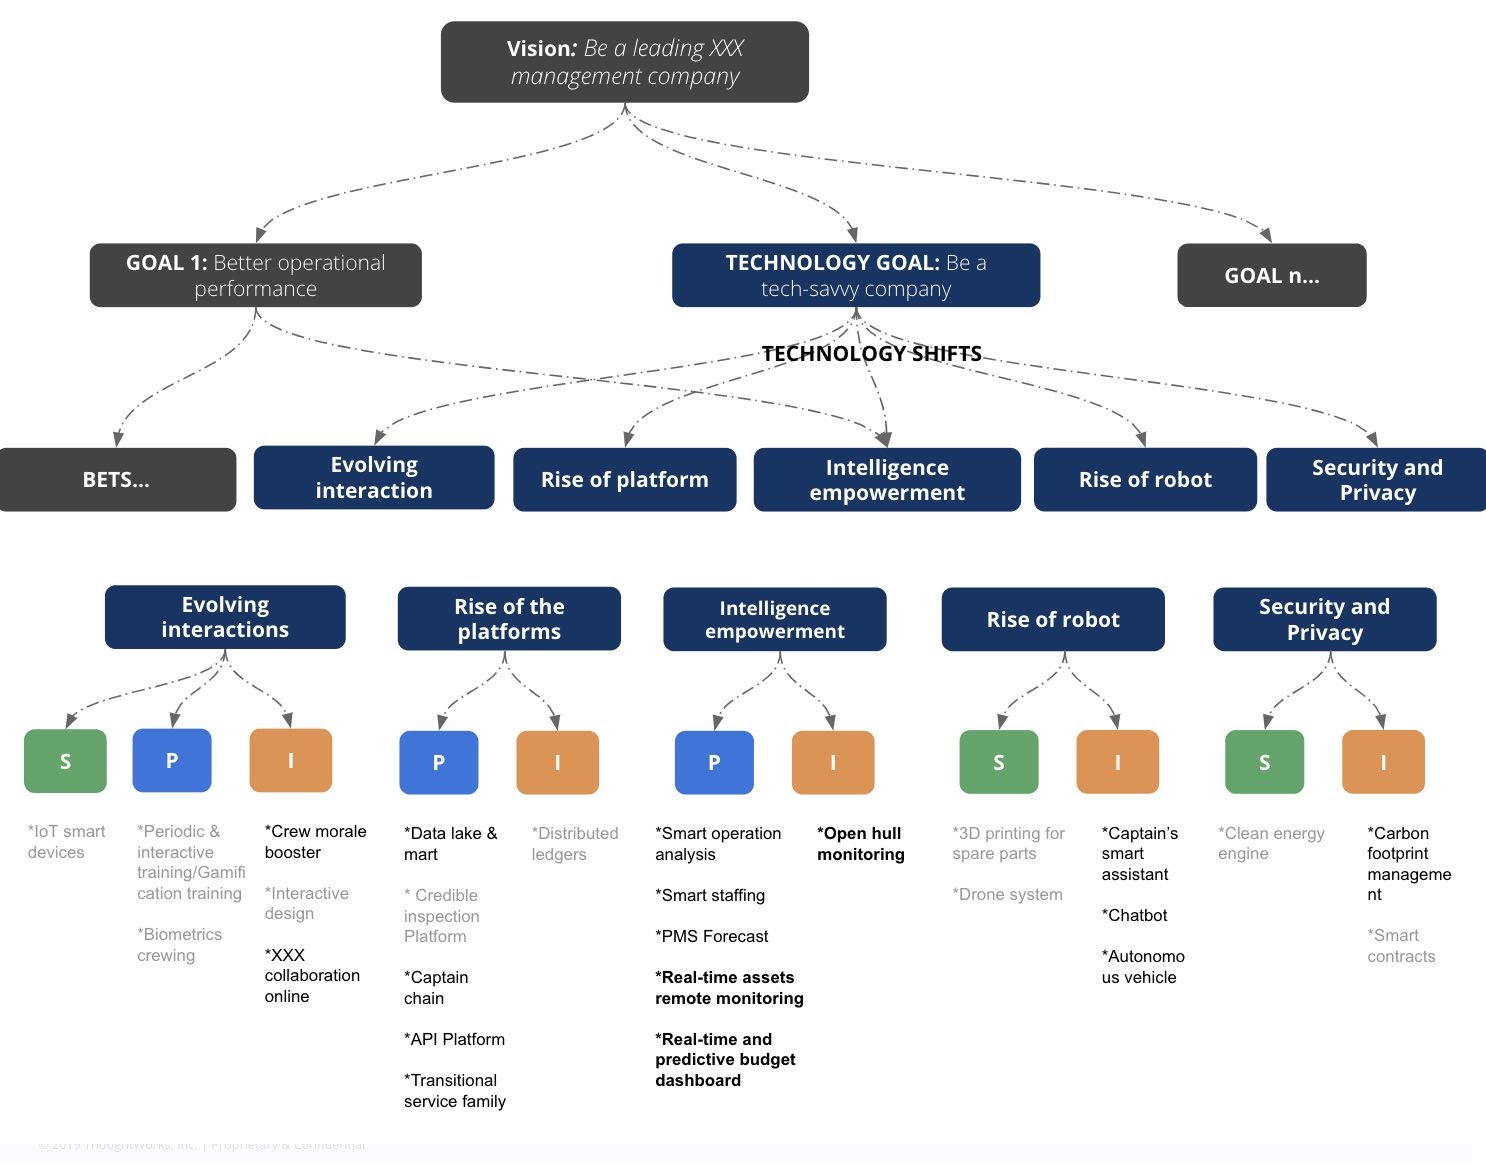 Vision: Be a leading XXX
management company
GOAL 1: Better operational
performance
TECHNOLOGY GOAL: Be a
tech-savvy company
GOAL n...
TECHNOLOGY SHIFTS
BETS...
Evolving
interaction
Rise of platform
Intelligence
empowerment
Rise of robot
Security and
Privacy
Evolving
interactions
Rise of the
platforms
Intelligence
empowerment
Rise of robot
Security and
Privacy
S
P
I
P
I
P
I
S
I
S
I
*IoT smart
devices
*Periodic &
interactive
training/Gamifi
cation training
*Biometrics
crewing
*Crew morale
booster
*Interactive
design
*XXX
collaboration
online
*Data lake &
mart
* Credible
inspection
Platform
*Captain
chain
*API Platform
*Transitional
service family
*Distributed
ledgers
*Smart operation
analysis
*Smart staffing
*PMS Forecast
*Real-time assets
remote monitoring
*Real-time and
predictive budget
dashboard
*Open hull
monitoring
*3D printing for
spare parts
*Drone system
*Captain’s
smart
assistant
*Chatbot
*Autonomo
us vehicle
*Clean energy
engine
*Carbon
footprint
manageme
nt
*Smart
contracts
© 2019 ThoughtWorks, Inc. | Proprietary & Confidential